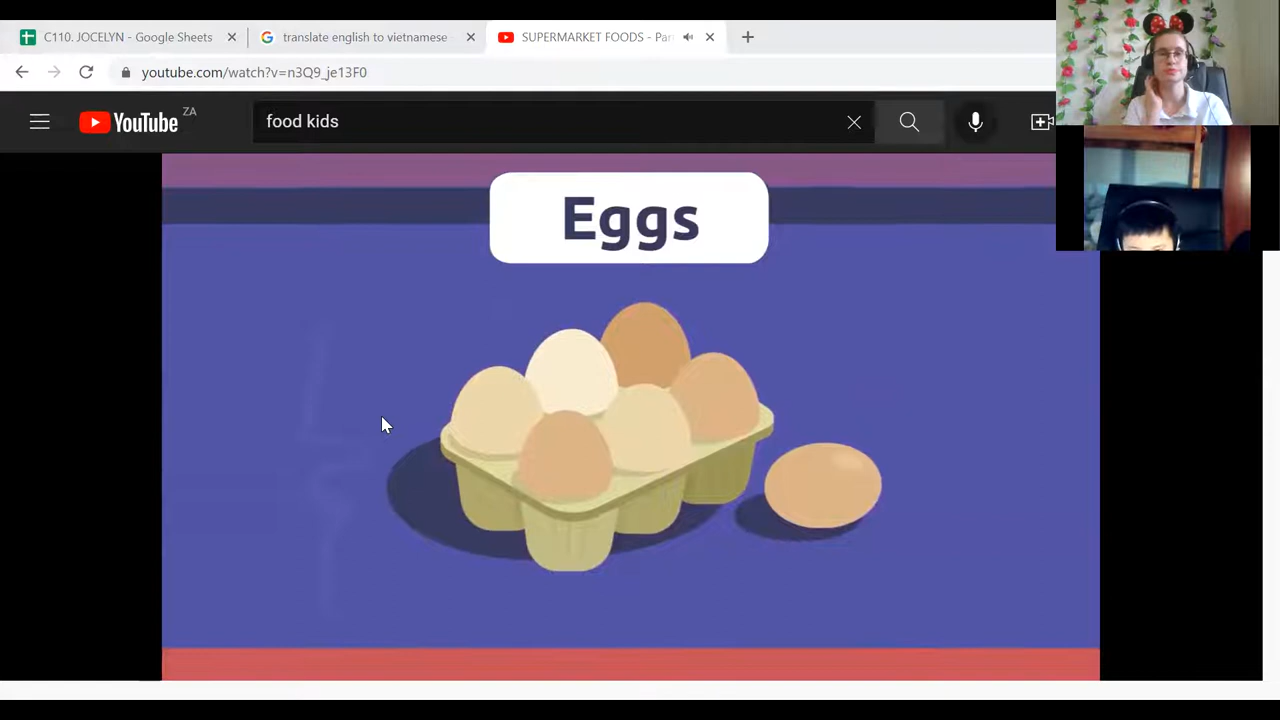 C110. JOCELYN - Google Sheets
translate english to vietnamese
SUPERMARKET FOODS - Par
youtube.com/watch?v=n3Q9_je13F0
YouTube ZA
food kids
Eggs